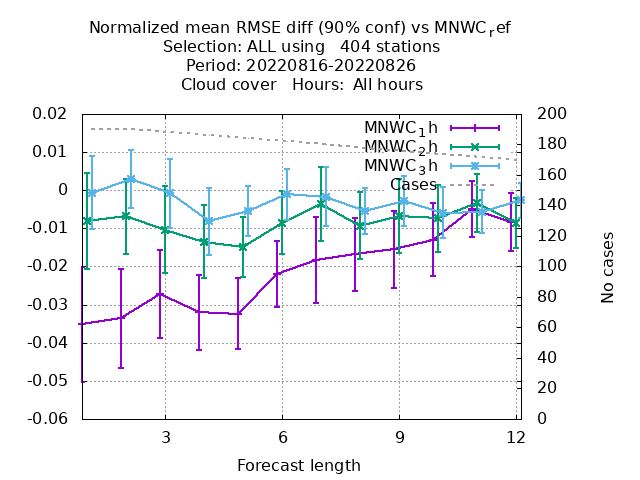 Normalized mean RMSE diff (90% conf) vs MNWC_ref
Selection: ALL using 404 stations
Period: 20220816-20220826
Cloud cover Hours: All hours
0.02
0.01
0
-0.01
-0.02
-0.03
-0.04
-0.05
-0.06
MNWC_1h
MNWC_2h
MNWC_3h
Cases
200
180
160
140
120
100
80
60
40
20
0
No cases
3
6
9
12
Forecast length